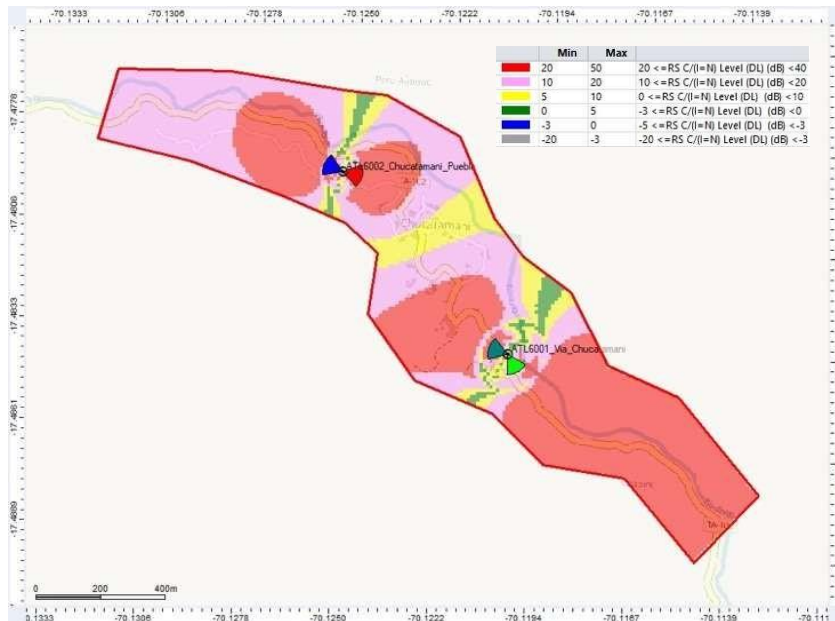 -70.1333 -70.1306 -70.1278 -70.1250 -70.1222 -70.1194 -70.1167 -70.1139
Min Max
20 50 20 <=RS C/(I=N) Level (DL) (dB) <40
10 20 10 <=RS C/(I=N) Level (DL) (dB) <20
5 10 0 <=RS C/(I=N) Level (DL) (dB) <10
0 5 -3 <=RS C/(I=N) Level (DL) (dB) <0
-3 0 -5 <=RS C/(I=N) Level (DL) (dB) <-3
-20 -3 -20 <=RS C/(I=N) Level (DL) (dB) <-3
-17.4778
ATL6002_Chucatamani_Puebl
-17.4806
Chucatamani
-17.4833
ATL6001_Via_Chucatamani
-17.4861
-17.4889
0 200 400m
-70.1333 -70.1306 -70.1278 -70.1250 -70.1222 -70.1194 -70.1167 -70.1139 -70.111